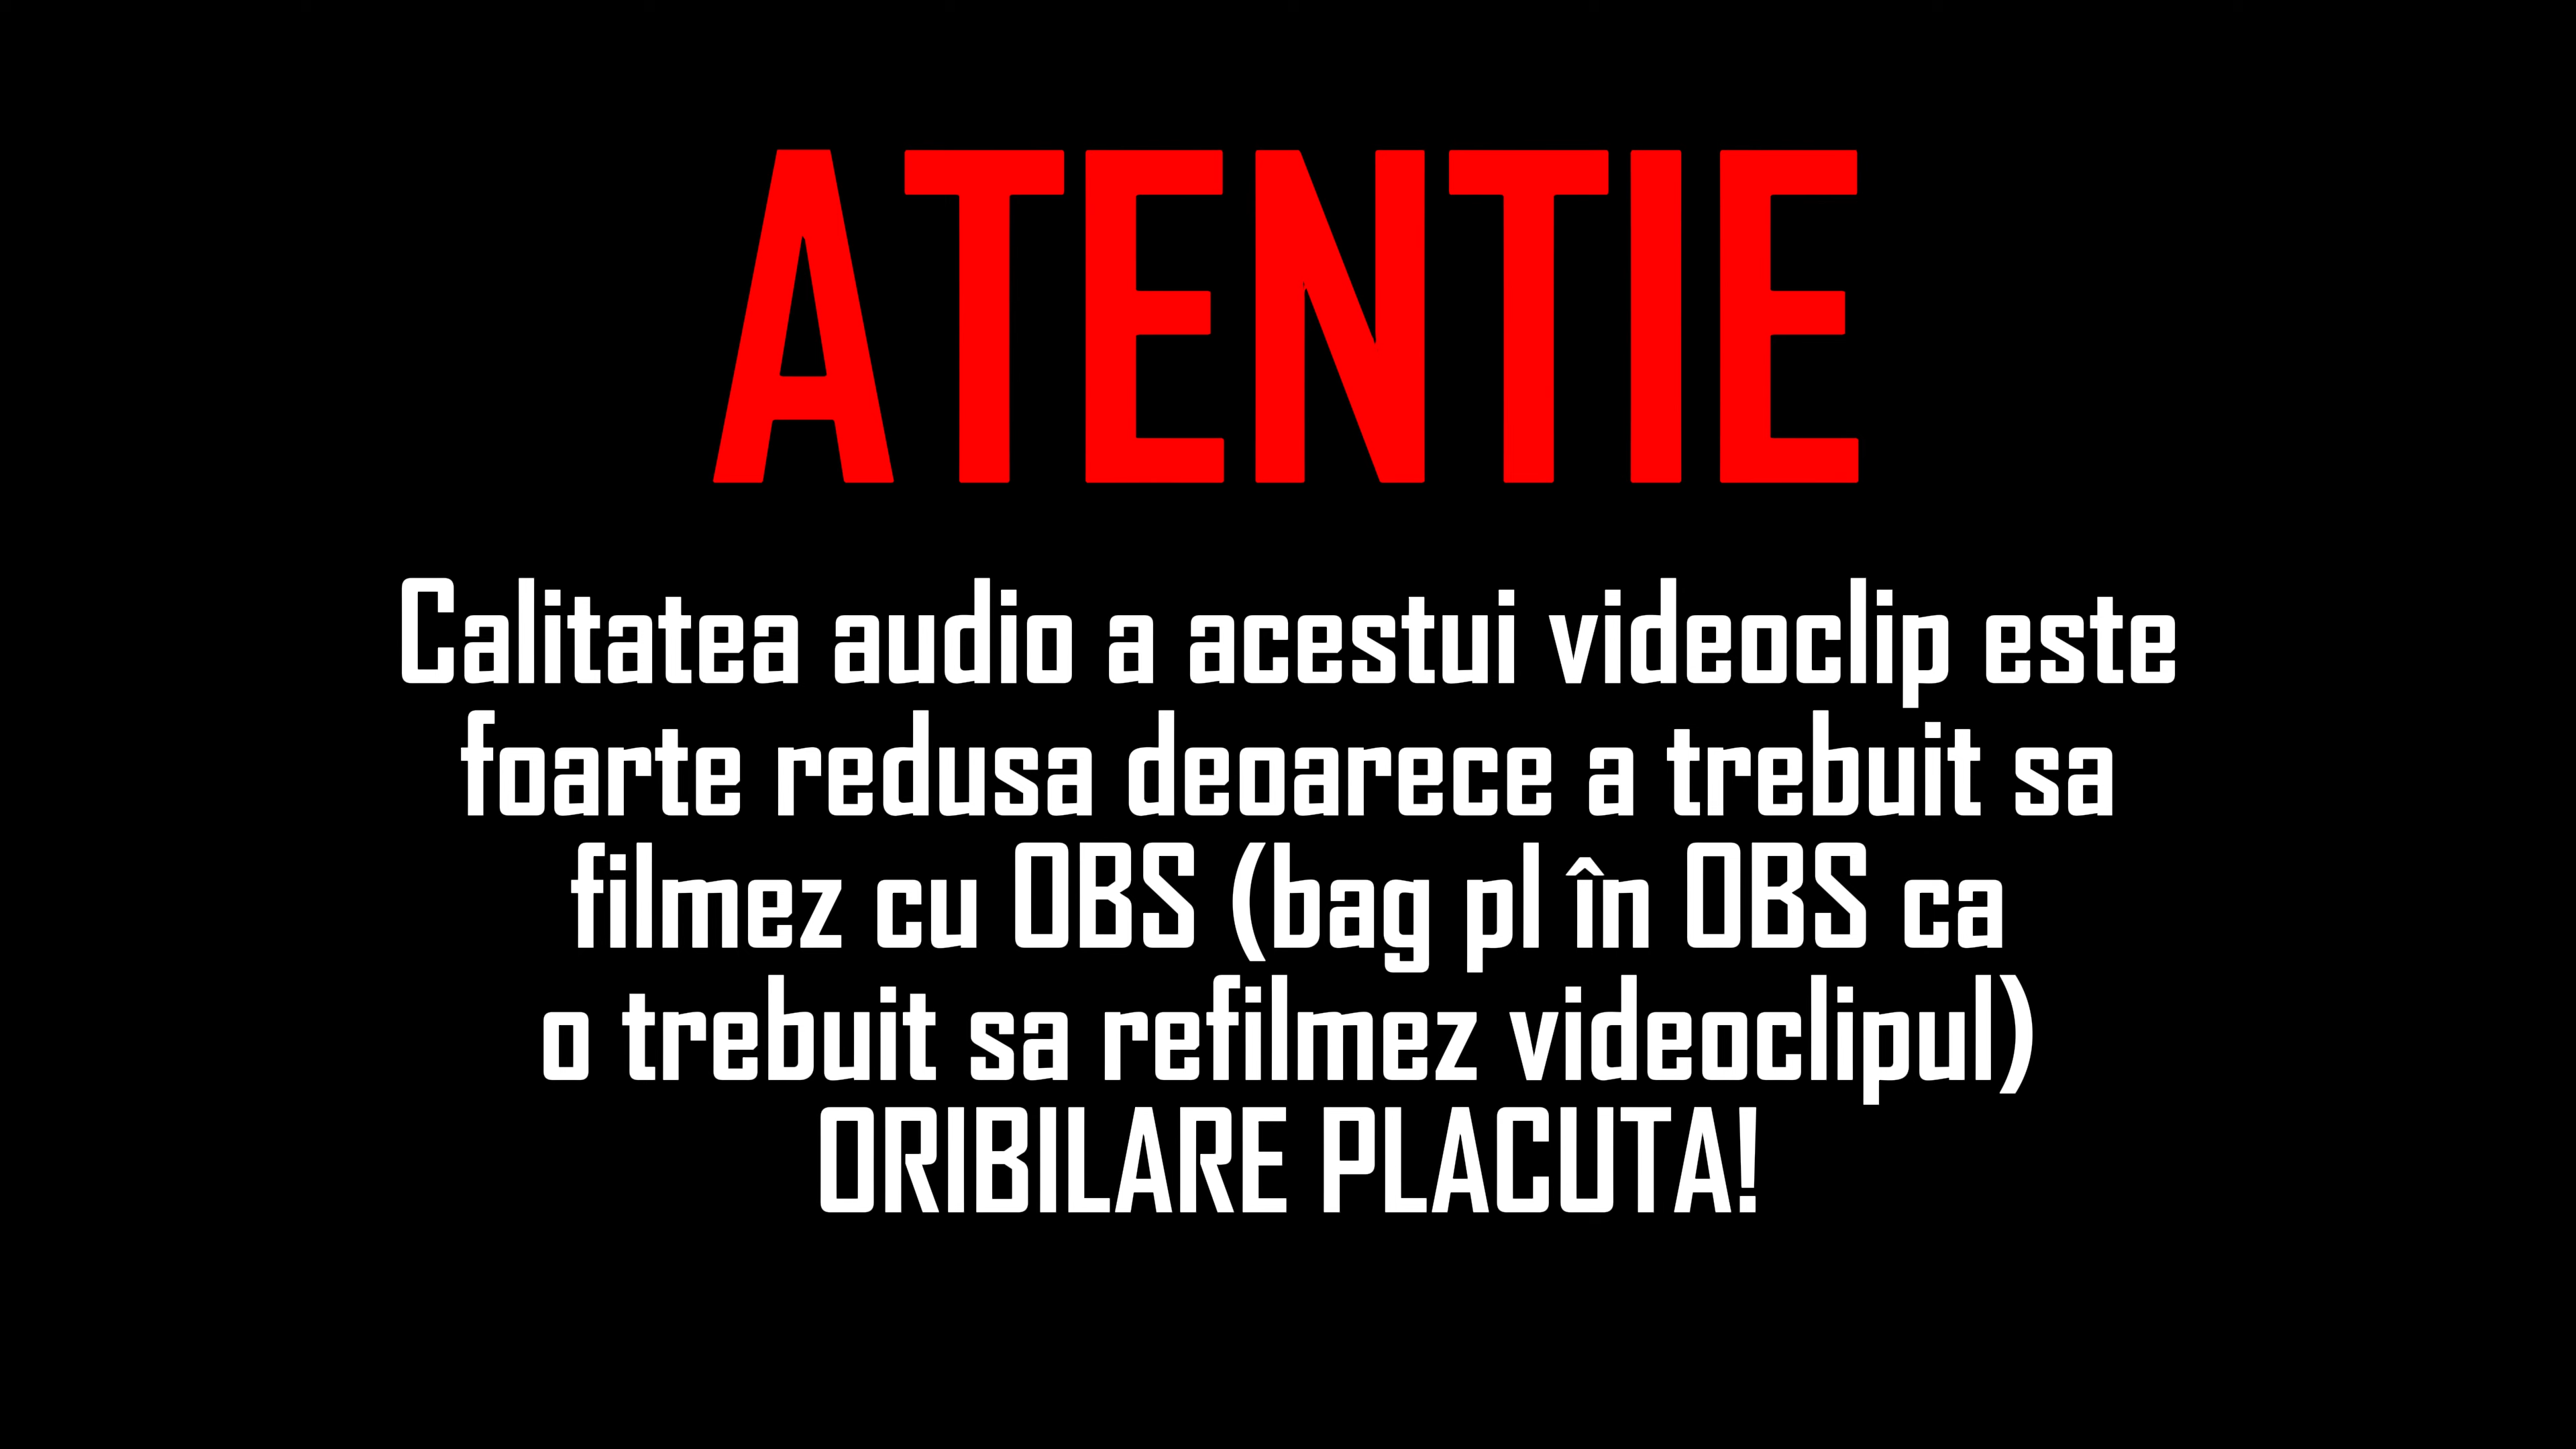 ATENTIE
Calitatea audio a acestui videoclip este
foarte redusa deoarece a trebuit sa
filmez cu OBS (bag pl în OBS ca
o trebuit sa refilmez videoclipul)
ORIBILARE PLACUTA!